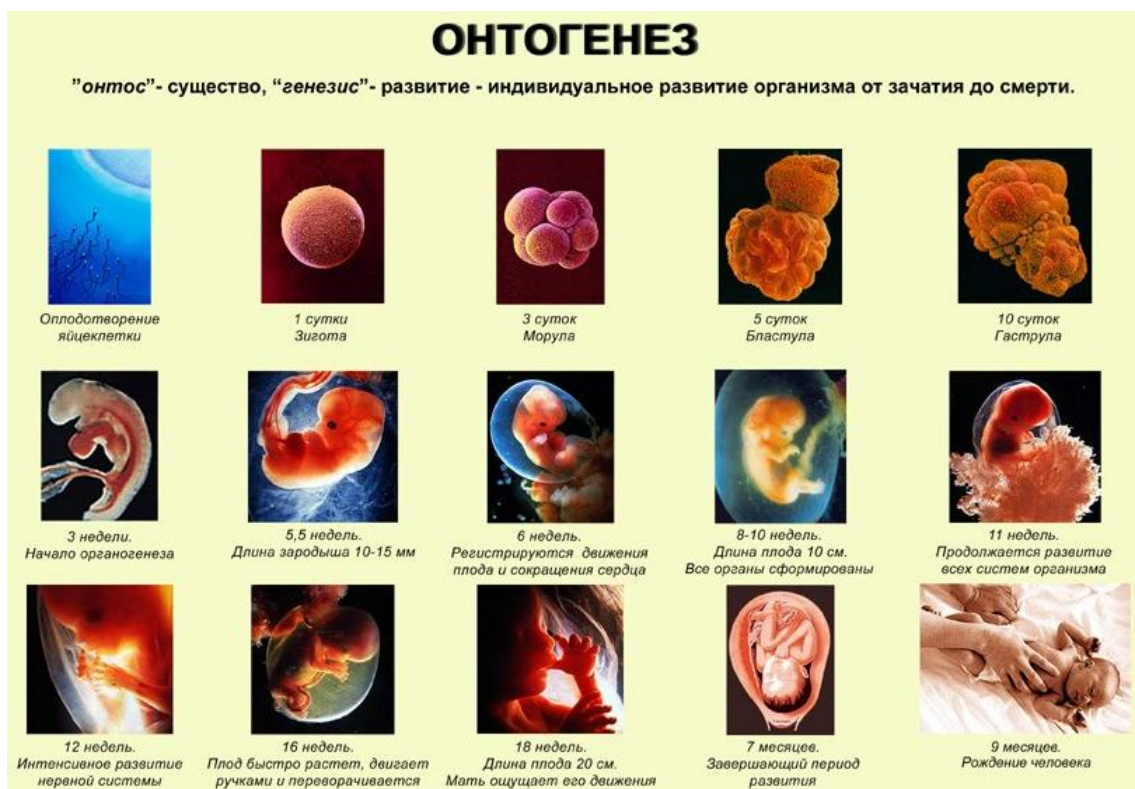 ОНТОГЕНЕЗ
”онтос”- существо, “генезис”- развитие - индивидуальное развитие организма от зачатия до смерти.
Оплодотворение
яйцеклетки
1 сутки
Зигота
3 суток
Морула
5 суток
Бластула
10 суток
Гаструла
3 недели.
Начало органогенеза
5,5 недель.
Длина зародыша 10-15 мм
6 недель.
Регистрируются движения
плода и сокращения сердца
8-10 недель.
Длина плода 10 см.
Все органы сформированы
11 недель.
Продолжается развитие
всех систем организма
12 недель.
Интенсивное развитие
нервной системы
16 недель.
Плод быстро растет, двигает
ручками и переворачивается
18 недель.
Длина плода 20 см.
Мать ощущает его движения
7 месяцев.
Завершающий период
развития
9 месяцев.
Рождение человека